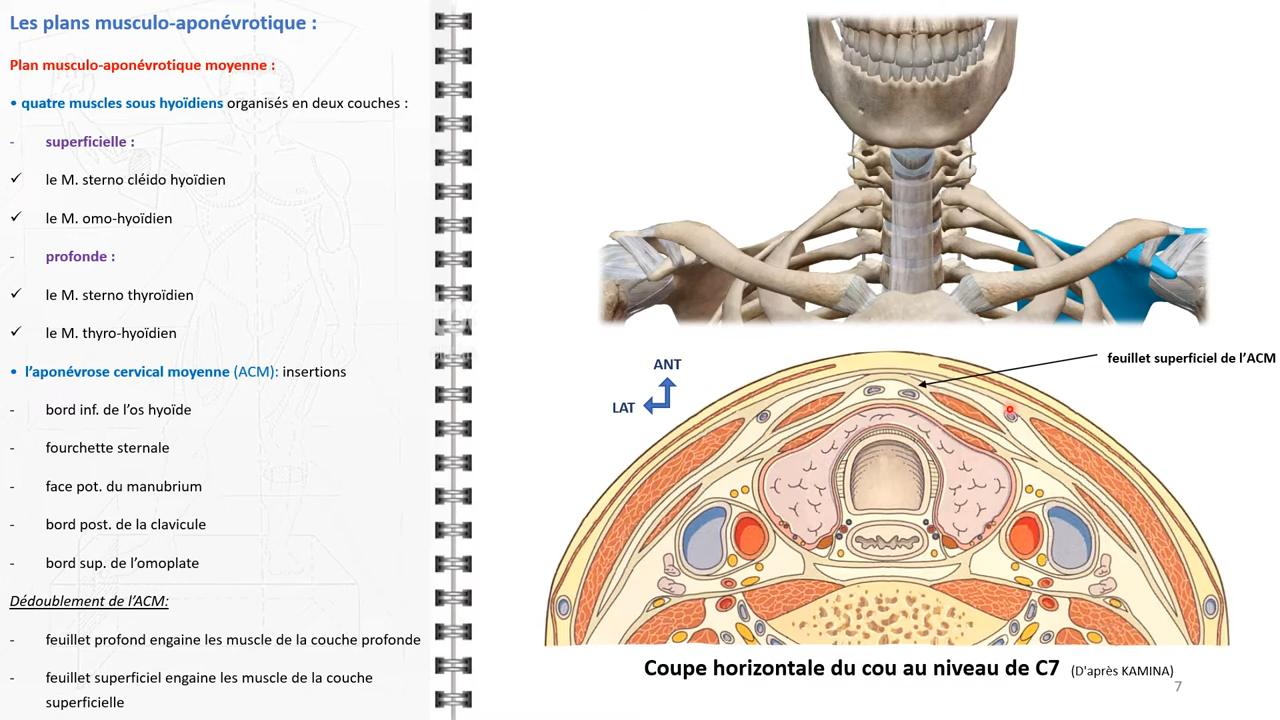 Les plans musculo-aponévrotique :
Plan musculo-aponévrotique moyenne :
• quatre muscles sous hyoïdiens organisés en deux couches :
- superficielle :
✓ le M. sterno cléido hyoïdien
✓ le M. omo-hyoïdien
- profonde :
✓ le M. sterno thyroïdien
✓ le M. thyro-hyoïdien
• l’aponévrose cervical moyenne (ACM): insertions
- bord inf. de l’os hyoïde
- fourchette sternale
- face pot. du manubrium
- bord post. de la clavicule
- bord sup. de l’omoplate
Dédoublement de l’ACM:
- feuillet profond engaine les muscle de la couche profonde
- feuillet superficiel engaine les muscle de la couche
superficielle
feuillet superficiel de l’ACM
ANT
LAT
Coupe horizontale du cou au niveau de C7 (D'après KAMINA)
7